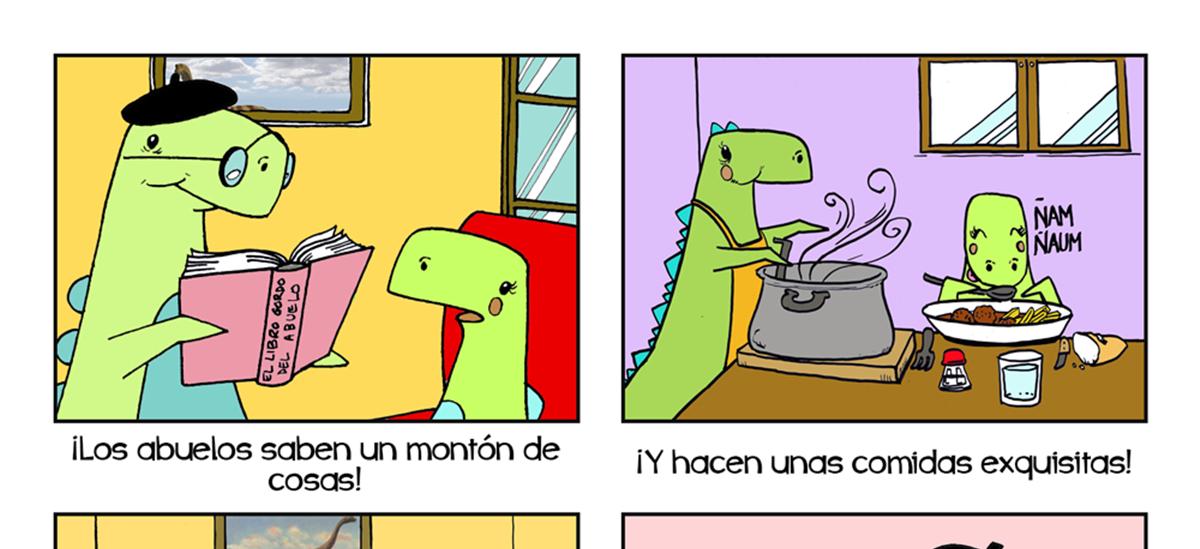 EL LIBRO GORDO
DEL ABUELO
ÑAM
ÑAUM
¡Los abuelos saben un montón de
cosas!
¡Y hacen unas comidas exquisitas!